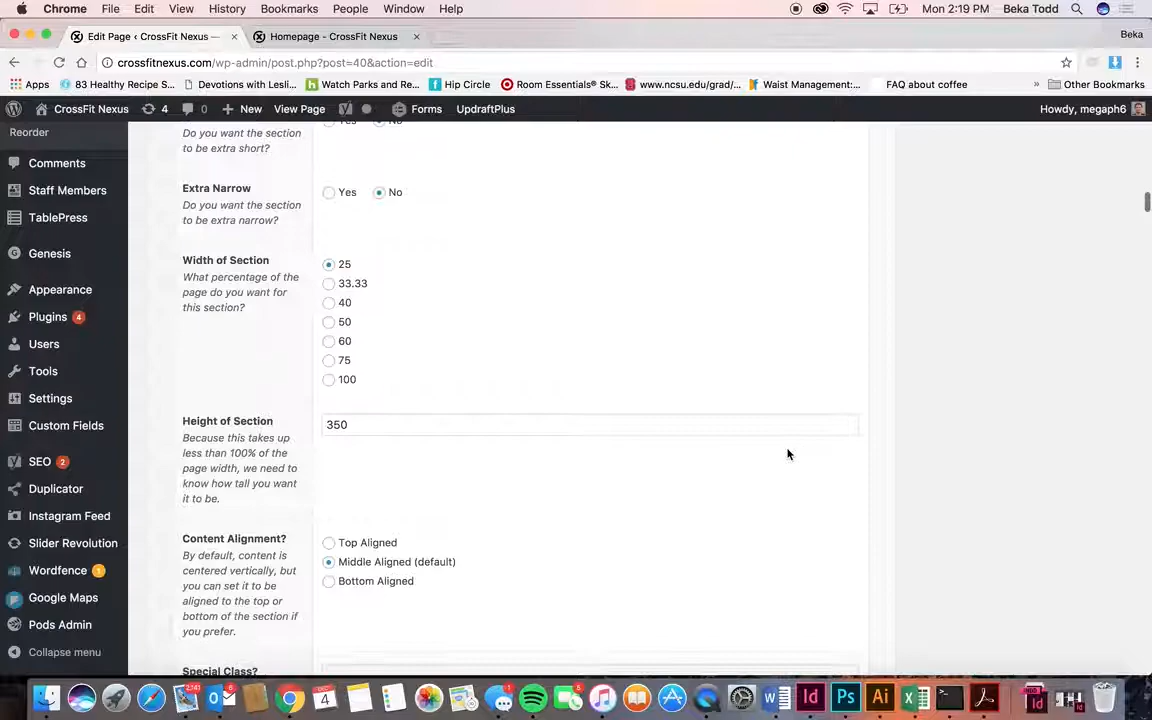 Chrome File Edit View History Bookmarks People Window Help Mon 2:19 PM Beka Todd
Edit Page ‹ CrossFit Nexus — Homepage - CrossFit Nexus Beka
crossfitnexus.com/wp-admin/post.php?post=40&action=edit
Apps 83 Healthy Recipe S... Devotions with Lesli... Watch Parks and Re... Hip Circle Room Essentials® Sk... www.ncsu.edu/grad/... Waist Management:... FAQ about coffee » Other Bookmarks
CrossFit Nexus 4 0 New View Page Forms UpdraftPlus Howdy, megaph6
Reorder
Comments
Staff Members
TablePress
Genesis
Appearance
Plugins 4
Users
Tools
Settings
Custom Fields
SEO 2
Duplicator
Instagram Feed
Slider Revolution
Wordfence 1
Google Maps
Pods Admin
Collapse menu
Yes No
Do you want the section
to be extra short?
Extra Narrow
Do you want the section
to be extra narrow?
Yes No
Width of Section
What percentage of the
page do you want for
this section?
25
33.33
40
50
60
75
100
Height of Section
Because this takes up
less than 100% of the
page width, we need to
know how tall you want
it to be.
350
Content Alignment?
By default, content is
centered vertically, but
you can set it to be
aligned to the top or
bottom of the section if
you prefer.
Top Aligned
Middle Aligned (default)
Bottom Aligned
Special Class?